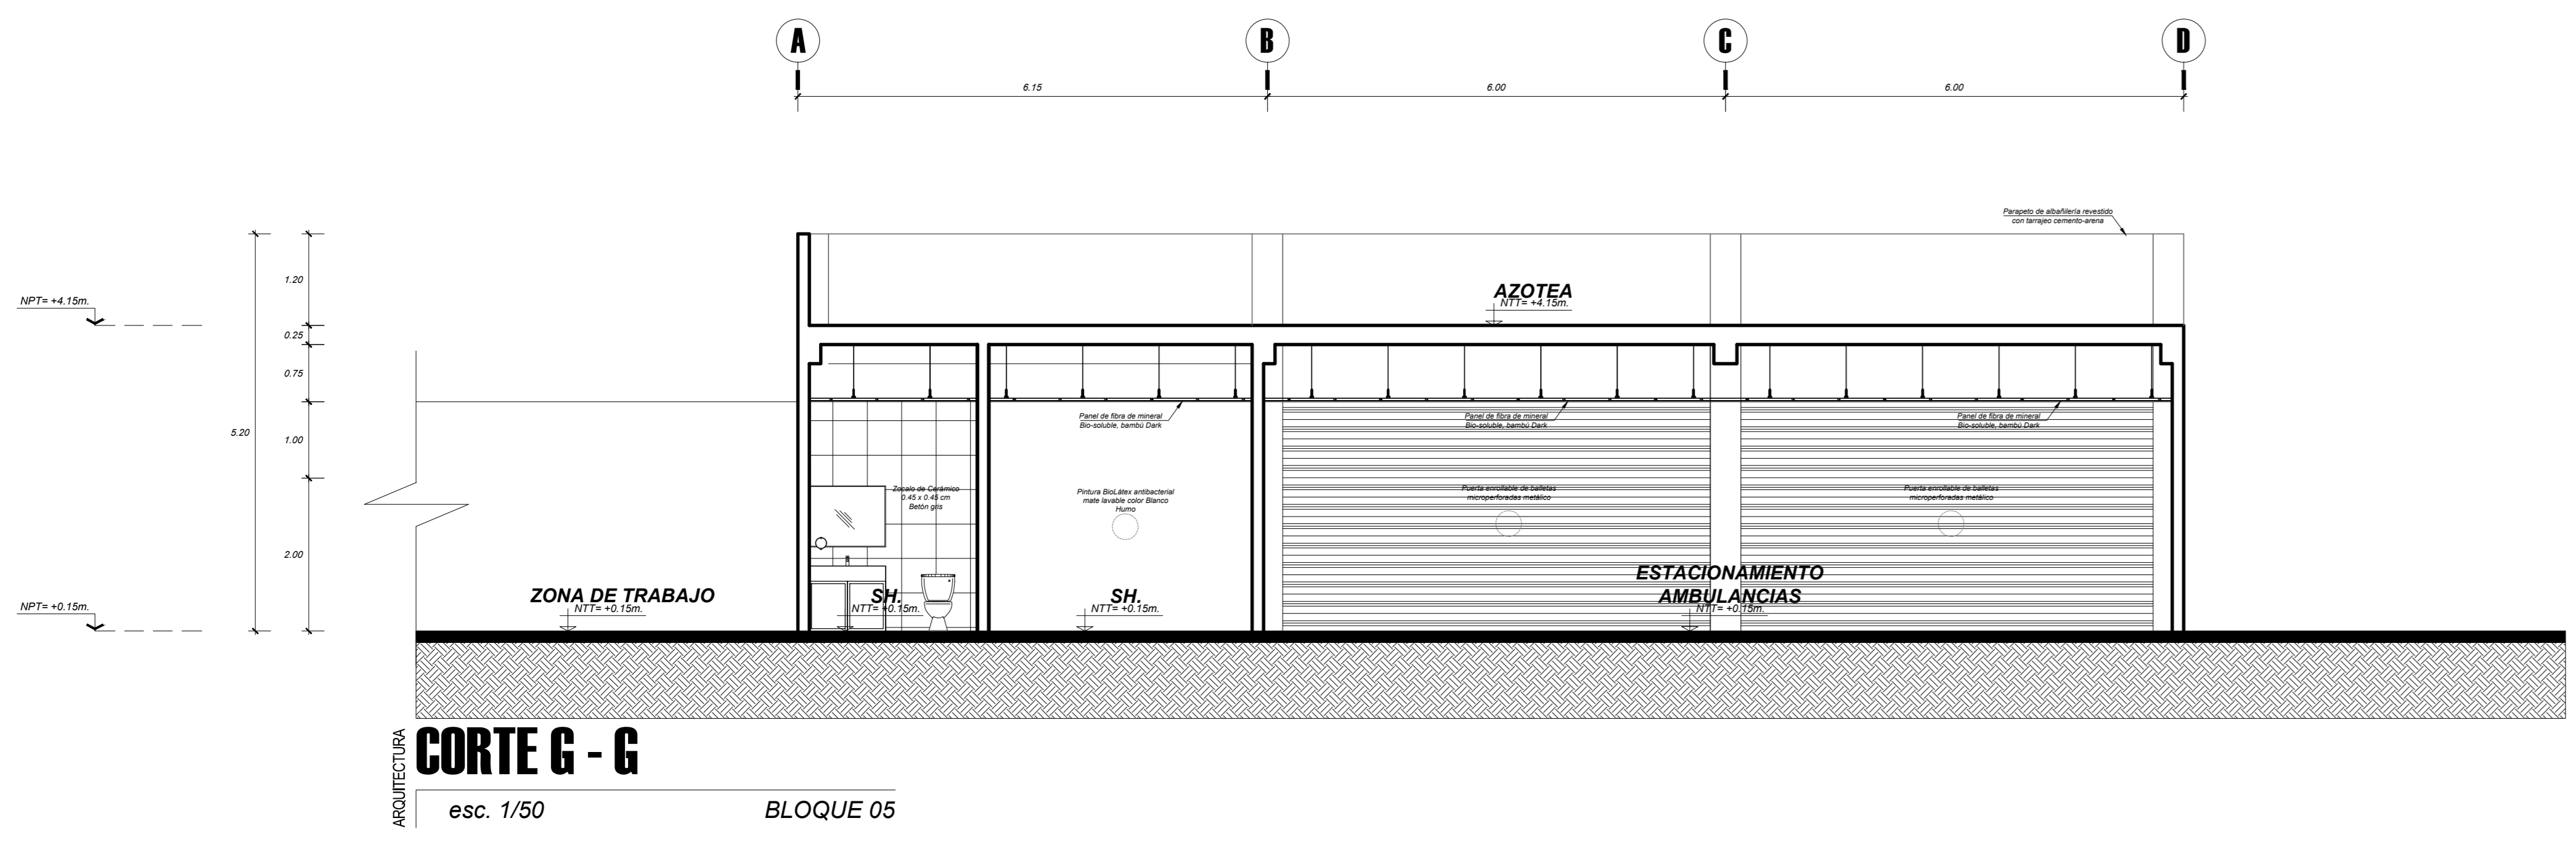 A
B
C
D
6.15
6.00
6.00
Parapeto de albañilería revestido
con tarrajeo cemento-arena
1.20
NPT= +4.15m.
AZOTEA
NTT= +4.15m.
0.25
0.75
5.20
1.00
2.00
Panel de fibra de mineral
Bio-soluble, bambú Dark
Panel de fibra de mineral
Bio-soluble, bambú Dark
Panel de fibra de mineral
Bio-soluble, bambú Dark
Zocalo de Cerámico
0.45 x 0.45 cm
Betón gris
Pintura BioLátex antibacterial
mate lavable color Blanco
Humo
Puerta enrollable de balletas
microperforadas metálico
Puerta enrollable de balletas
microperforadas metálico
NPT= +0.15m.
ZONA DE TRABAJO
NTT= +0.15m.
SH.
NTT= +0.15m.
SH.
NTT= +0.15m.
ESTACIONAMIENTO
AMBULANCIAS
NTT= +0.15m.
ARQUITECTURA
CORTE G - G
esc. 1/50
BLOQUE 05